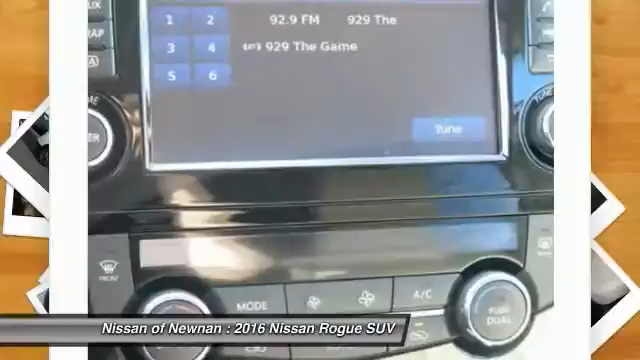 1 2 92.9 FM 929 The
3 4 929 The Game
5 6
Tune
FRONT
MODE A/C
DUAL
Nissan of Newnan : 2016 Nissan Rogue SUV